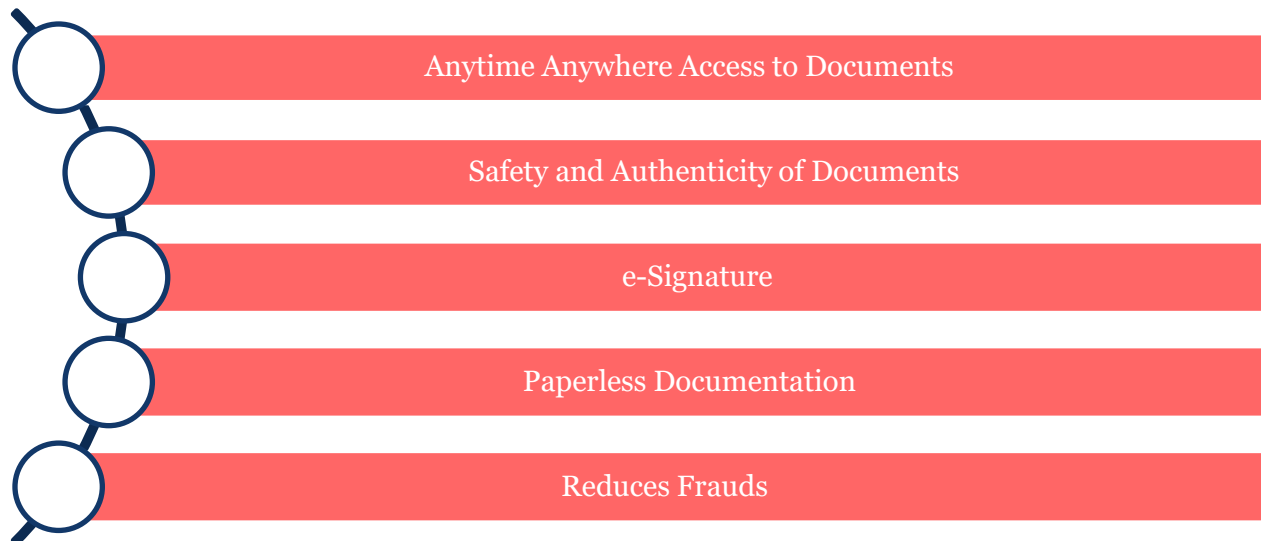 Anytime Anywhere Access to Documents
Safety and Authenticity of Documents
e-Signature
Paperless Documentation
Reduces Frauds